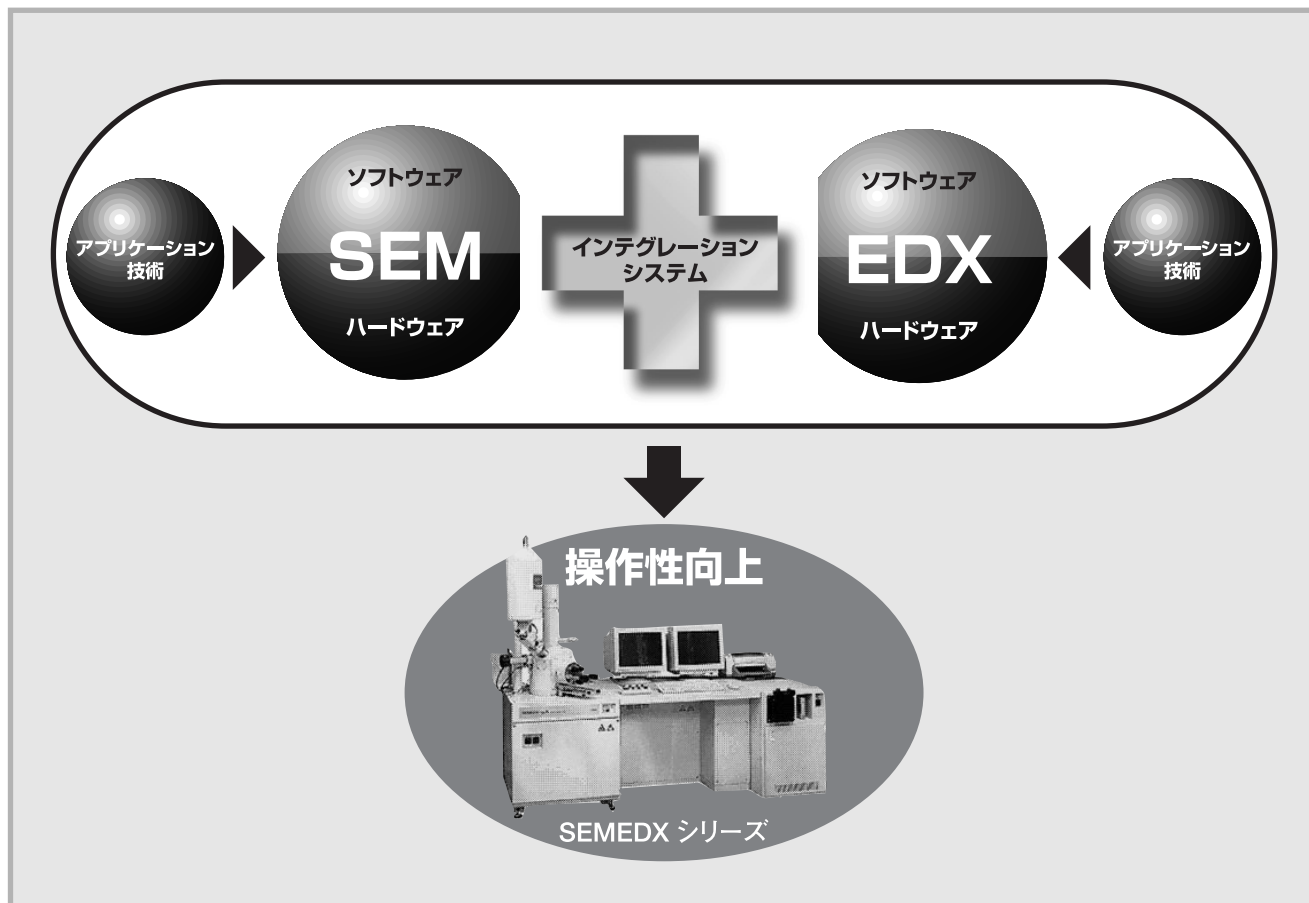 アプリケーション
技術
ソフトウェア
SEM
ハードウェア
インテグレーション
システム
ソフトウェア
EDX
ハードウェア
アプリケーション
技術
操作性向上
SEMEDX シリーズ